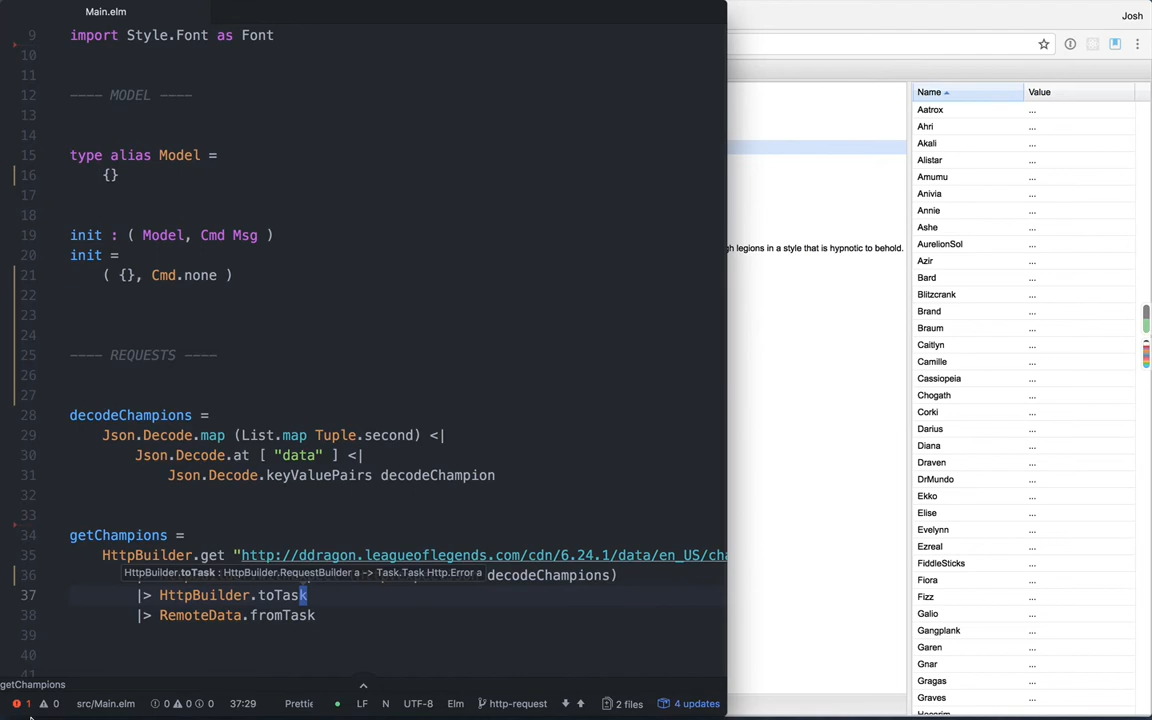 Main.elm
Josh
9 import Style.Font as Font
10
11
12 ---- MODEL ----
13
14
15 type alias Model =
16 {}
17
18
19 init : ( Model, Cmd Msg )
20 init =
21 ( {}, Cmd.none )
22
23
24
25 ---- REQUESTS ----
26
27
28 decodeChampions =
29 Json.Decode.map (List.map Tuple.second) <|
30 Json.Decode.at [ "data" ] <|
31 Json.Decode.keyValuePairs decodeChampion
32
33
34 getChampions =
35 HttpBuilder.get "http://ddragon.leagueoflegends.com/cdn/6.24.1/data/en_US/cha
HttpBuilder.toTask : HttpBuilder.RequestBuilder a -> Task.Task Http.Error a
36 decodeChampions)
37 |> HttpBuilder.toTask
38 |> RemoteData.fromTask
39
40
41
getChampions
1 0 src/Main.elm 0 0 0 37:29 Prettie LF N UTF-8 Elm http-request 2 files 4 updates
gh legions in a style that is hypnotic to behold.
Name Value
Aatrox ...
Ahri ...
Akali ...
Alistar ...
Amumu ...
Anivia ...
Annie ...
Ashe ...
AurelionSol ...
Azir ...
Bard ...
Blitzcrank ...
Brand ...
Braum ...
Caitlyn ...
Camille ...
Cassiopeia ...
Chogath ...
Corki ...
Darius ...
Diana ...
Draven ...
DrMundo ...
Ekko ...
Elise ...
Evelynn ...
Ezreal ...
FiddleSticks ...
Fiora ...
Fizz ...
Galio ...
Gangplank ...
Garen ...
Gnar ...
Gragas ...
Graves ...